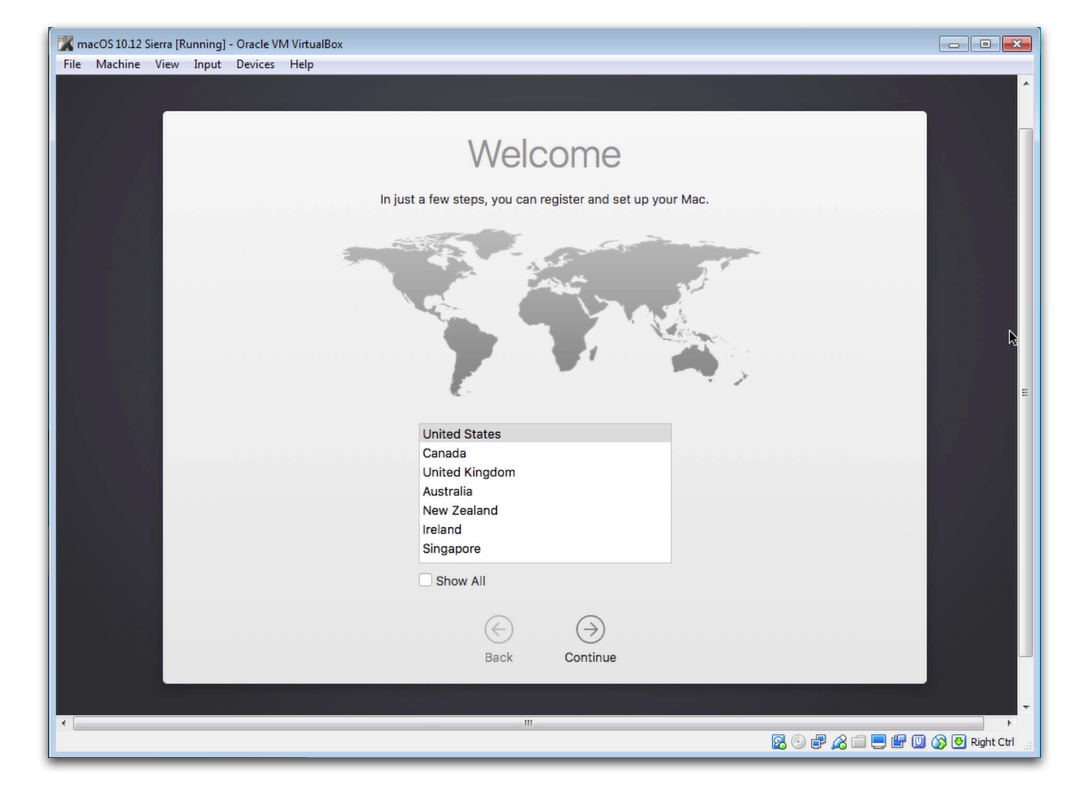 macOS 10.12 Sierra [Running] - Oracle VM VirtualBox
File Machine View Input Devices Help
Welcome
In just a few steps, you can register and set up your Mac.
United States
Canada
United Kingdom
Australia
New Zealand
Ireland
Singapore
Show All
Back Continue
Right Ctrl